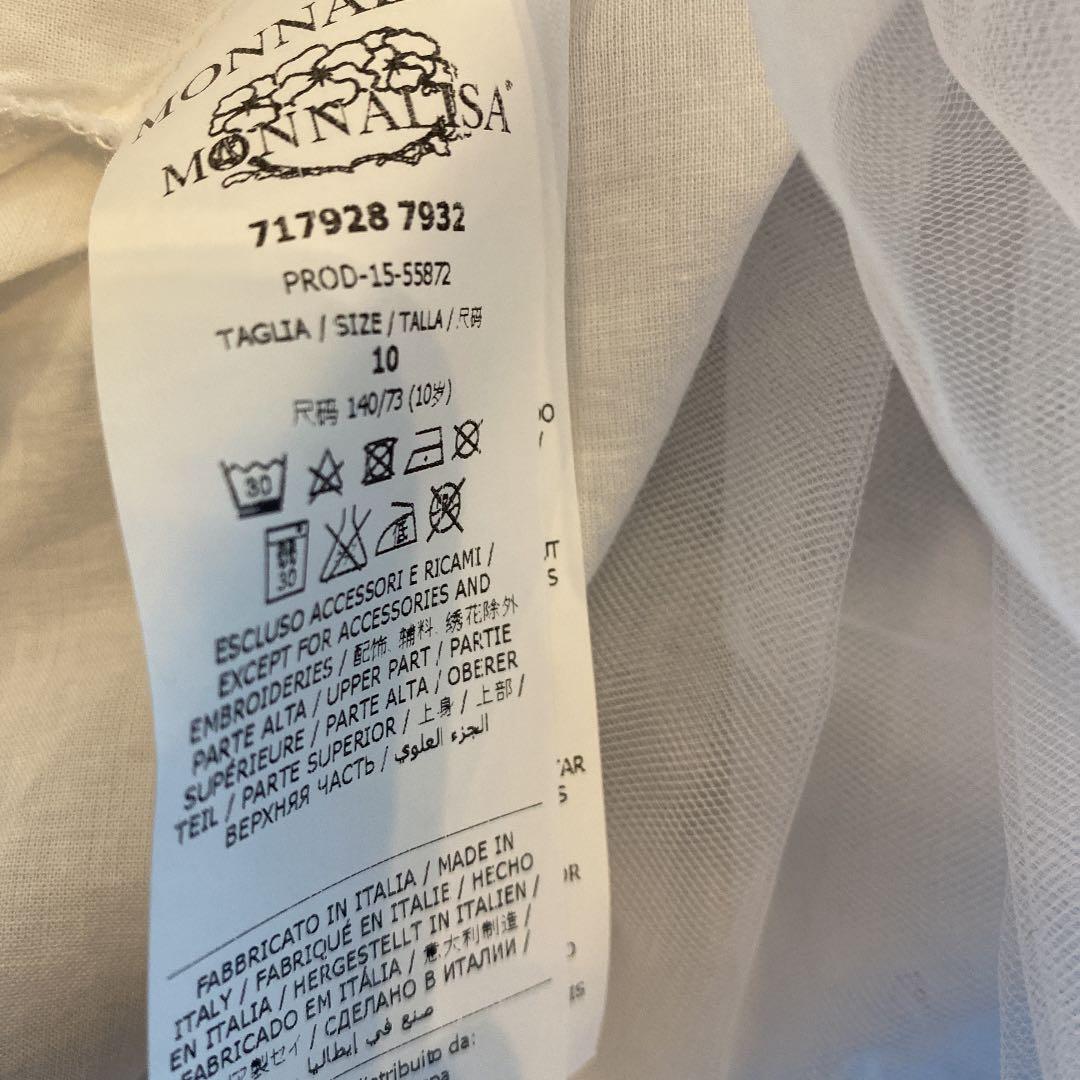 MONNALISA®
717928 7932
PROD-15-55872
TAGLIA / SIZE / TALLA / 尺码
10
尺码 140/73 (10岁)
30
低
30
ESCLUSO ACCESSORI E RICAMI /
EXCEPT FOR ACCESSORIES AND
EMBROIDERIES / 配饰、辅料、绣花除外
PARTE ALTA / UPPER PART / PARTIE
SUPÉRIEURE / PARTE ALTA / OBERER
TEIL / PARTE SUPERIOR / 上身 / 上部 /
ВЕРХНЯЯ ЧАСТЬ / الجزء العلوي
FABBRICATO IN ITALIA / MADE IN
ITALY / FABRIQUÉ EN ITALIE / HECHO
EN ITALIA / HERGESTELLT IN ITALIEN /
FABRICADO EM ITÁLIA / 意大利制造 /
製セイ / СДЕЛАНО В ИТАЛИИ /
صنع في إيطاليا